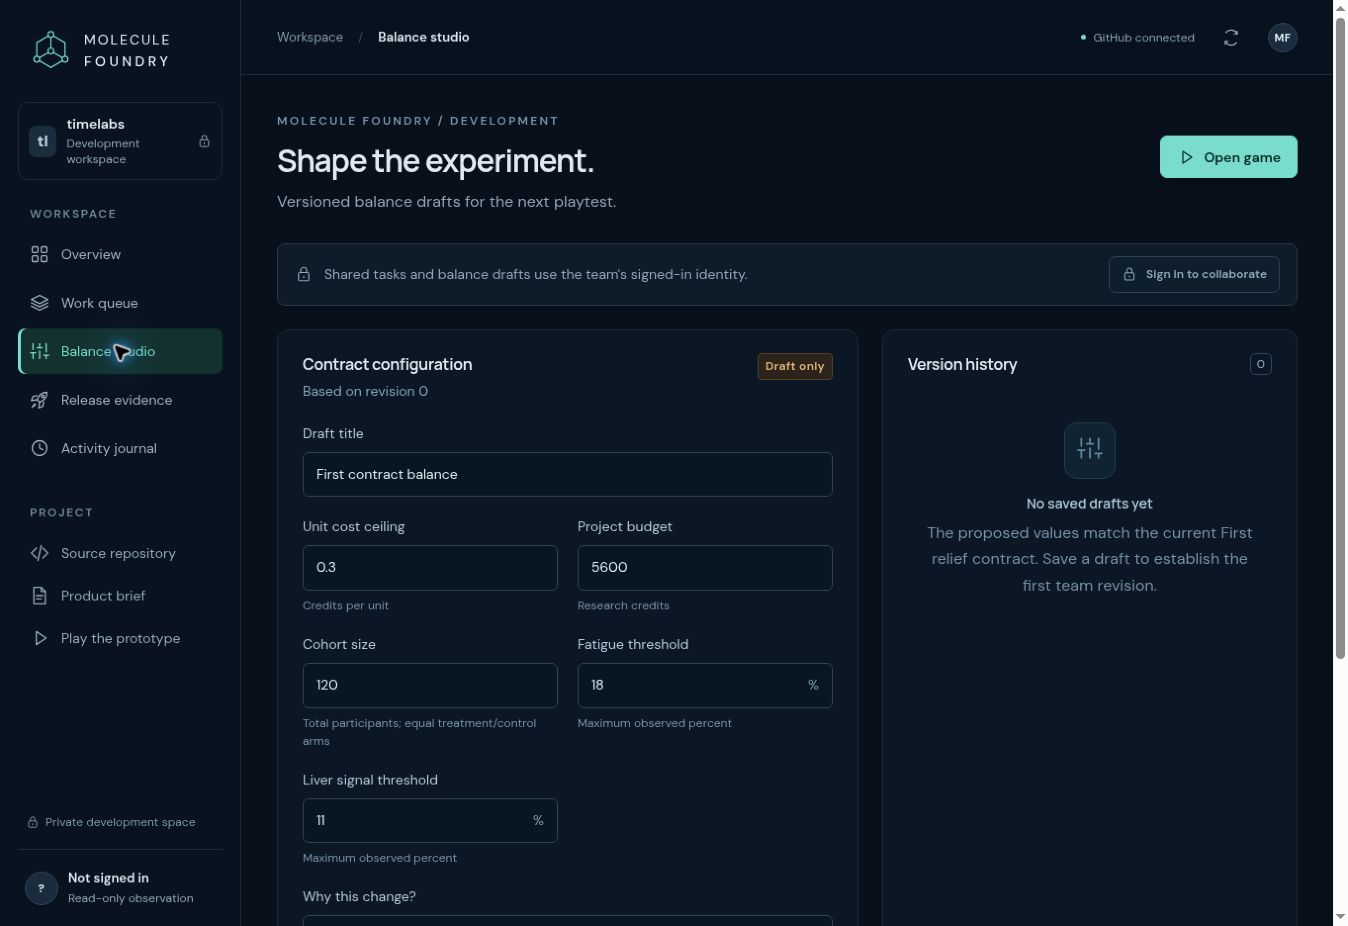 MOLECULE
FOUNDRY
tl
timelabs
Development
workspace
WORKSPACE
Overview
Work queue
Balance studio
Release evidence
Activity journal
PROJECT
Source repository
Product brief
Play the prototype
Private development space
?
Not signed in
Read-only observation
Workspace / Balance studio
GitHub connected
MF
MOLECULE FOUNDRY / DEVELOPMENT
Shape the experiment.
Versioned balance drafts for the next playtest.
Open game
Shared tasks and balance drafts use the team's signed-in identity.
Sign in to collaborate
Contract configuration
Draft only
Based on revision 0
Draft title
First contract balance
Unit cost ceiling
Project budget
0.3
5600
Credits per unit
Research credits
Cohort size
Fatigue threshold
120
18 %
Total participants; equal treatment/control
arms
Maximum observed percent
Liver signal threshold
11 %
Maximum observed percent
Why this change?
Version history
0
No saved drafts yet
The proposed values match the current First
relief contract. Save a draft to establish the
first team revision.